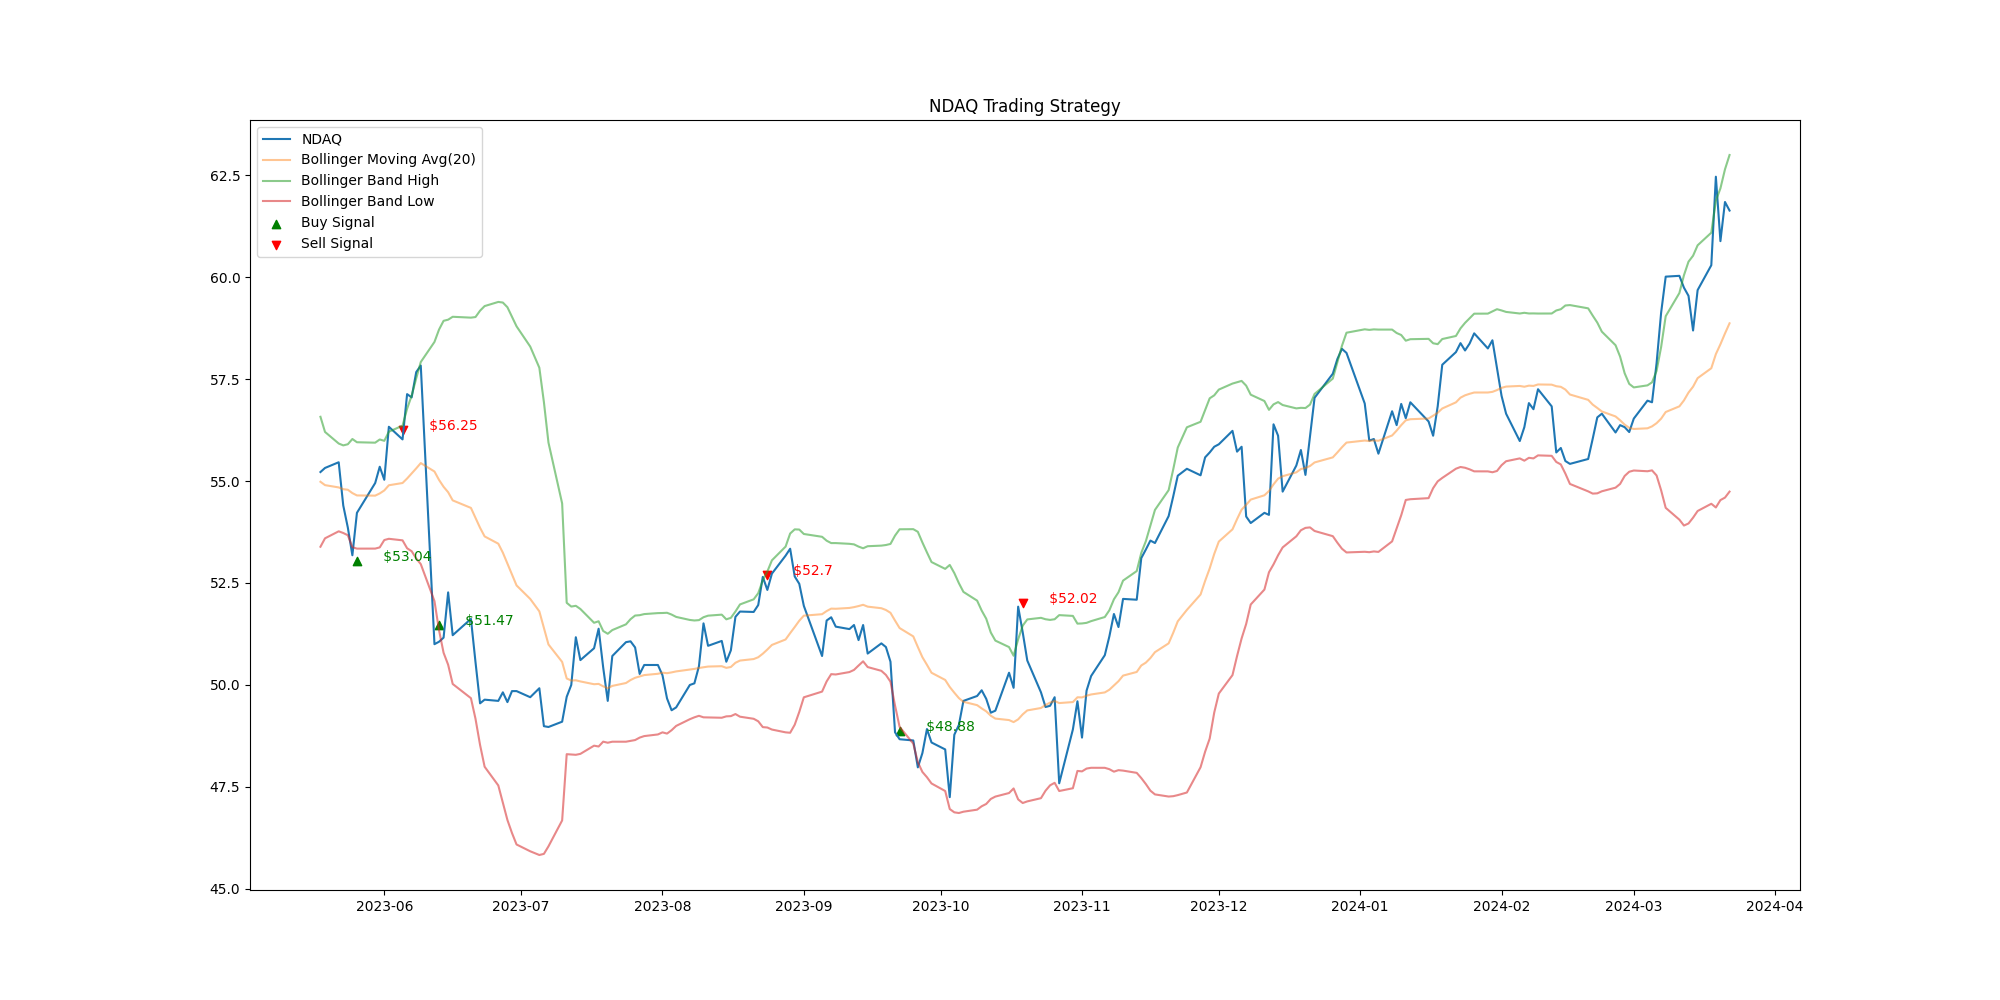 NDAQ Trading Strategy
NDAQ
Bollinger Moving Avg(20)
Bollinger Band High
Bollinger Band Low
Buy Signal
Sell Signal
62.5
60.0
57.5
55.0
52.5
50.0
47.5
45.0
$56.25
$53.04
$51.47
$52.7
$52.02
$48.88
2023-06 2023-07 2023-08 2023-09 2023-10 2023-11 2023-12 2024-01 2024-02 2024-03 2024-04